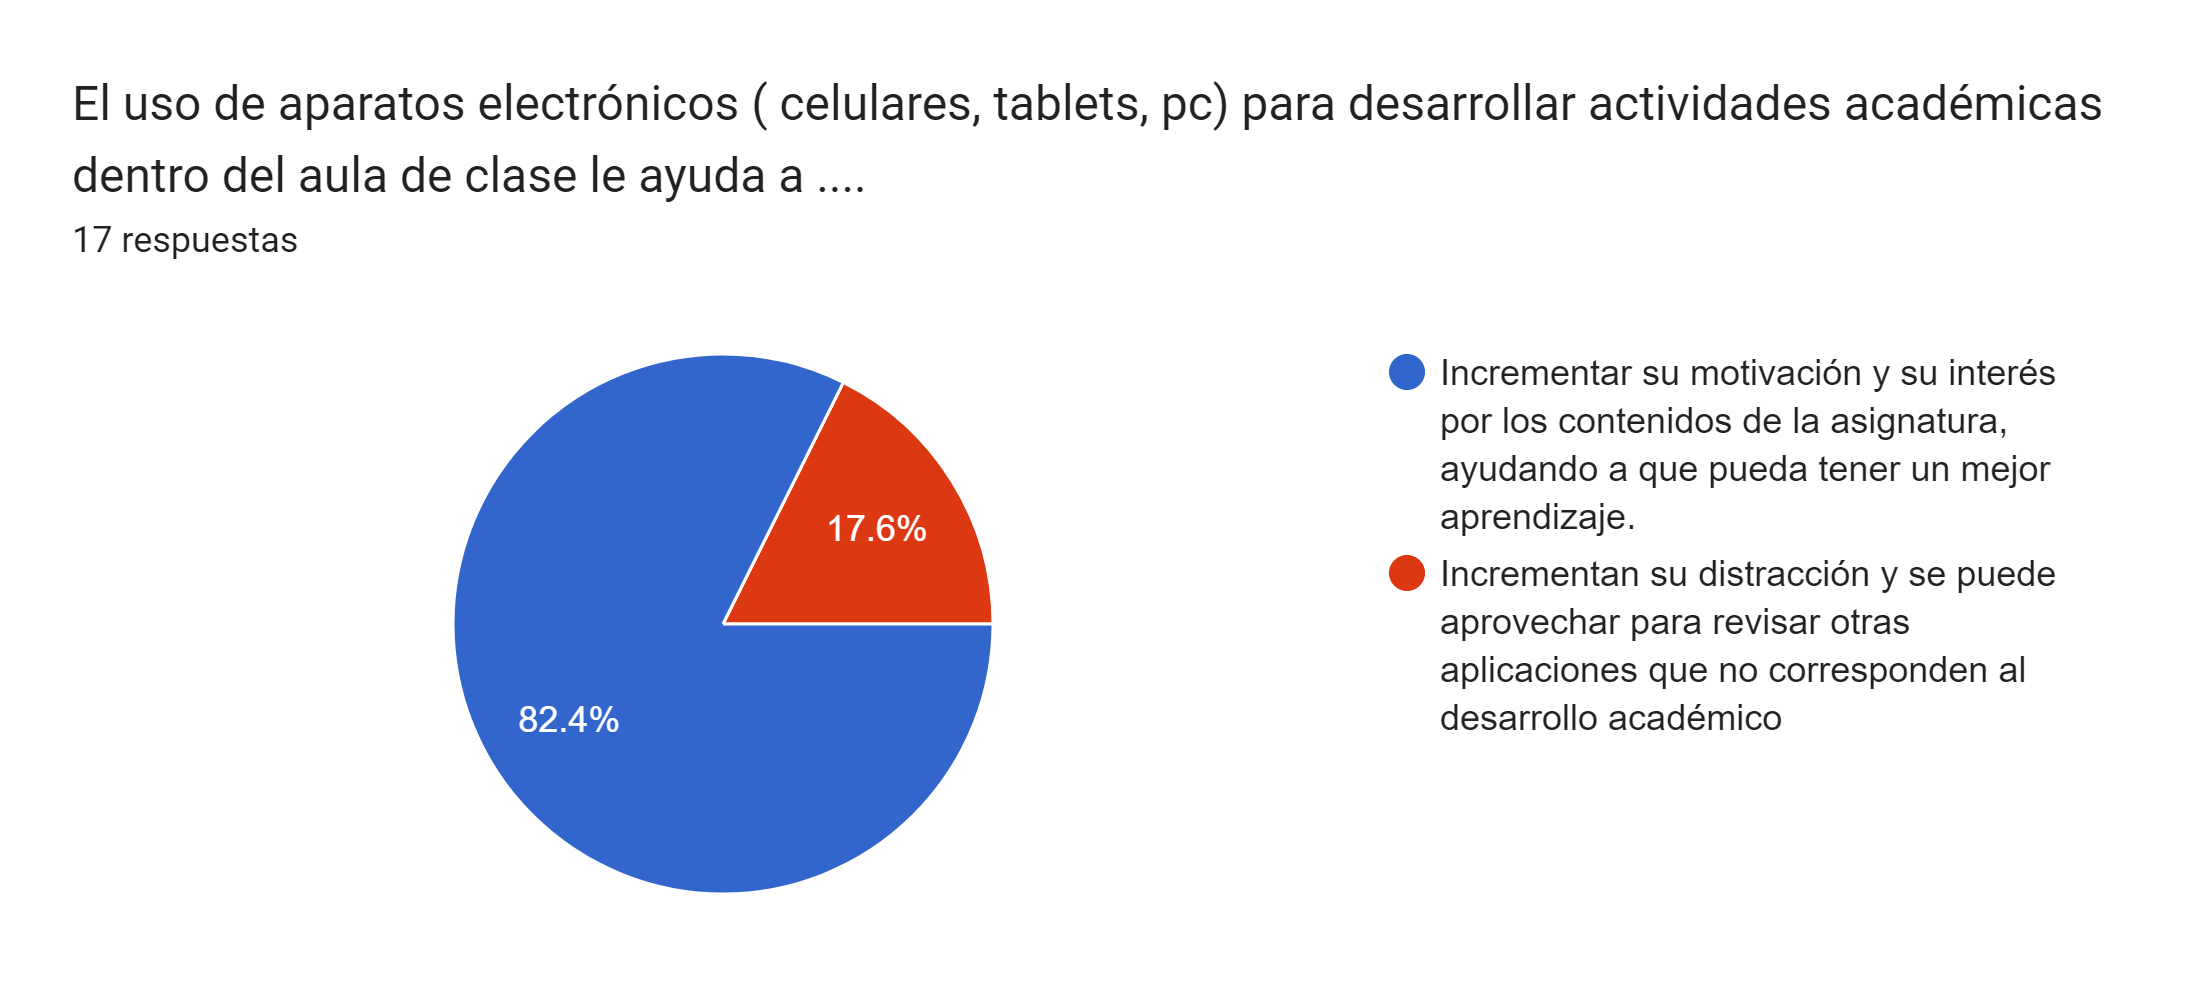 El uso de aparatos electrónicos ( celulares, tablets, pc) para desarrollar actividades académicas
dentro del aula de clase le ayuda a ....
17 respuestas
Incrementar su motivación y su interés
por los contenidos de la asignatura,
ayudando a que pueda tener un mejor
aprendizaje.
Incrementan su distracción y se puede
aprovechar para revisar otras
aplicaciones que no corresponden al
desarrollo académico
17.6%
82.4%